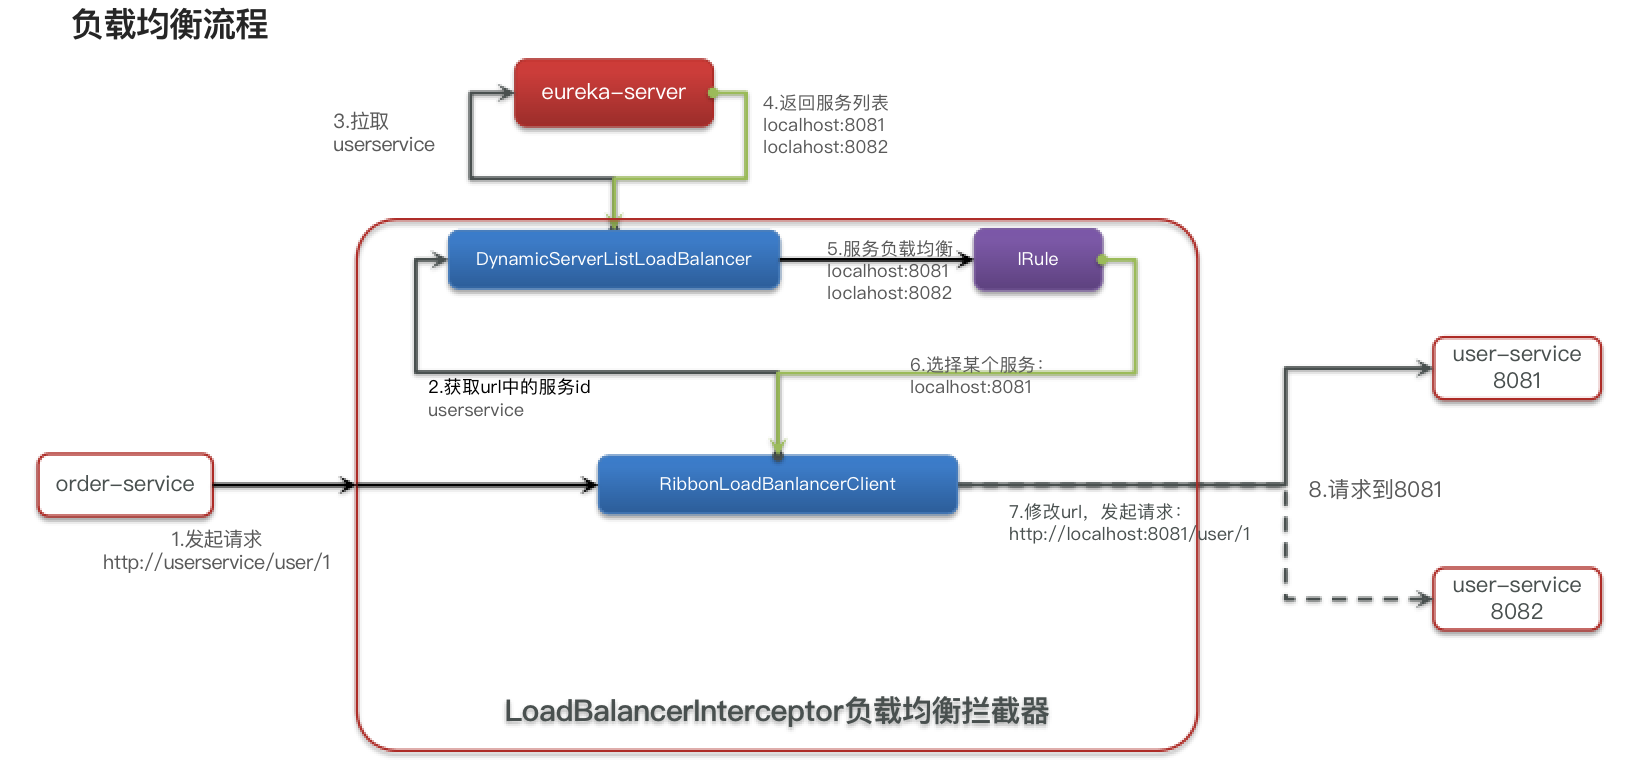 负载均衡流程
eureka-server
3.拉取
userservice
4.返回服务列表
localhost:8081
loclahost:8082
DynamicServerListLoadBalancer
5.服务负载均衡
localhost:8081
loclahost:8082
IRule
2.获取url中的服务id
userservice
6.选择某个服务：
localhost:8081
user-service
8081
order-service
RibbonLoadBanlancerClient
8.请求到8081
1.发起请求
http://userservice/user/1
7.修改url，发起请求：
http://localhost:8081/user/1
user-service
8082
LoadBalancerInterceptor负载均衡拦截器